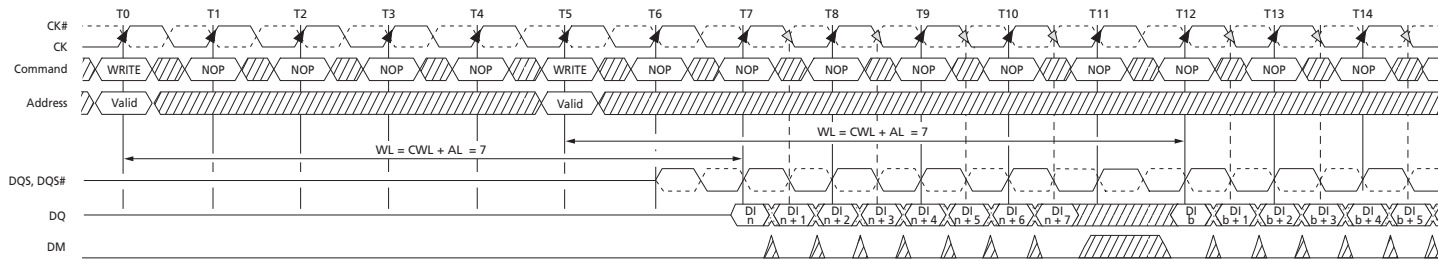 T0 T1 T2 T3 T4 T5 T6 T7 T8 T9 T10 T11 T12 T13 T14
CK#
CK
Command WRITE NOP NOP NOP NOP WRITE NOP NOP NOP NOP NOP NOP NOP NOP NOP
Address Valid Valid
WL = CWL + AL = 7
WL = CWL + AL = 7
DQS, DQS#
DQ DI n DI n + 1 DI n + 2 DI n + 3 DI n + 4 DI n + 5 DI n + 6 DI n + 7 DI b DI b + 1 DI b + 2 DI b + 3 DI b + 4 DI b + 5
DM